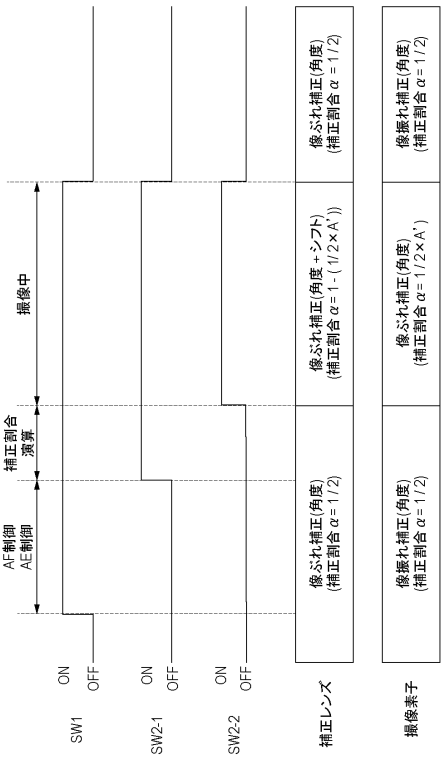 AF制御
AE制御
補正割合
演算
撮像中
SW1
ON
OFF
SW2-1
ON
OFF
SW2-2
ON
OFF
補正レンズ
像ぶれ補正(角度)
(補正割合α=1/2)
像ぶれ補正(角度+シフト)
(補正割合α=1-(1/2×A'))
像ぶれ補正(角度)
(補正割合α=1/2)
撮像素子
像振れ補正(角度)
(補正割合α=1/2)
像ぶれ補正(角度)
(補正割合α=1/2×A')
像振れ補正(角度)
(補正割合α=1/2)